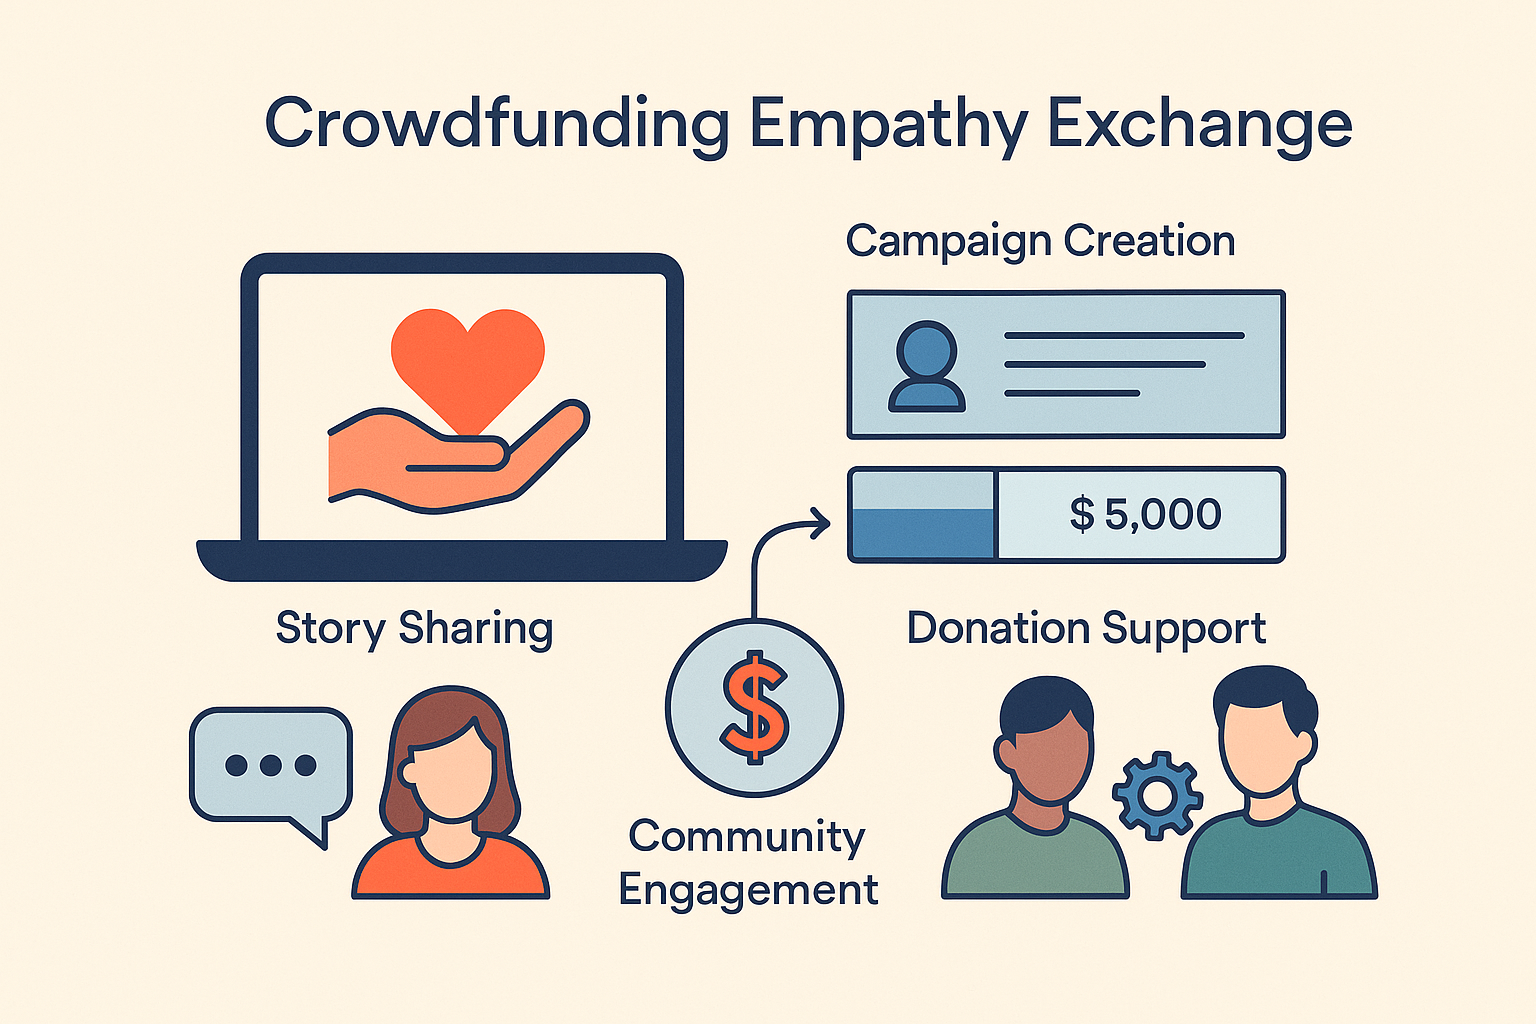 Crowdfunding Empathy Exchange
Campaign Creation
$ 5,000
Story Sharing
Donation Support
$
Community
Engagement